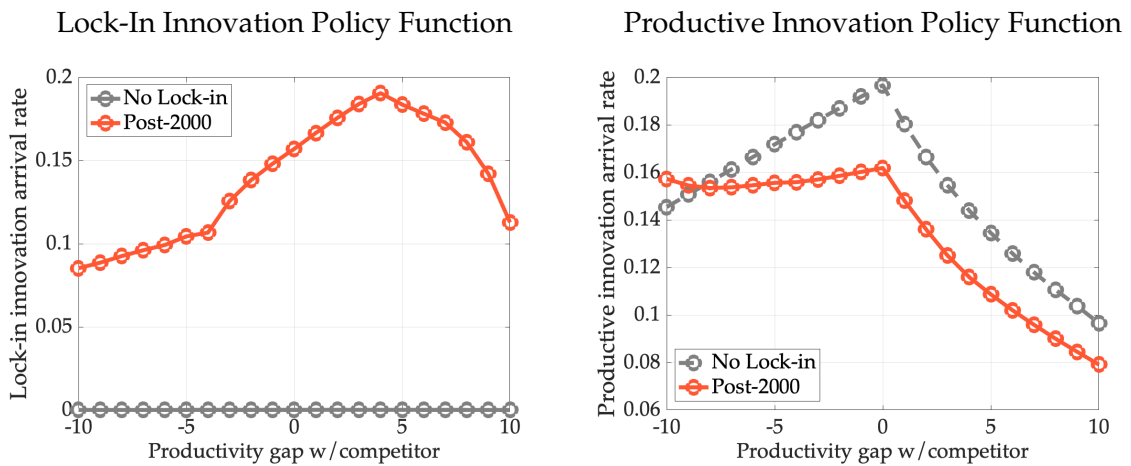 Lock-In Innovation Policy Function
Lock-in innovation arrival rate
0.2
0.15
0.1
0.05
0
No Lock-in
Post-2000
-10
-5
0
5
10
Productivity gap w/competitor
Productive Innovation Policy Function
Productive innovation arrival rate
0.2
0.18
0.16
0.14
0.12
0.1
0.08
0.06
No Lock-in
Post-2000
-10
-5
0
5
10
Productivity gap w/competitor